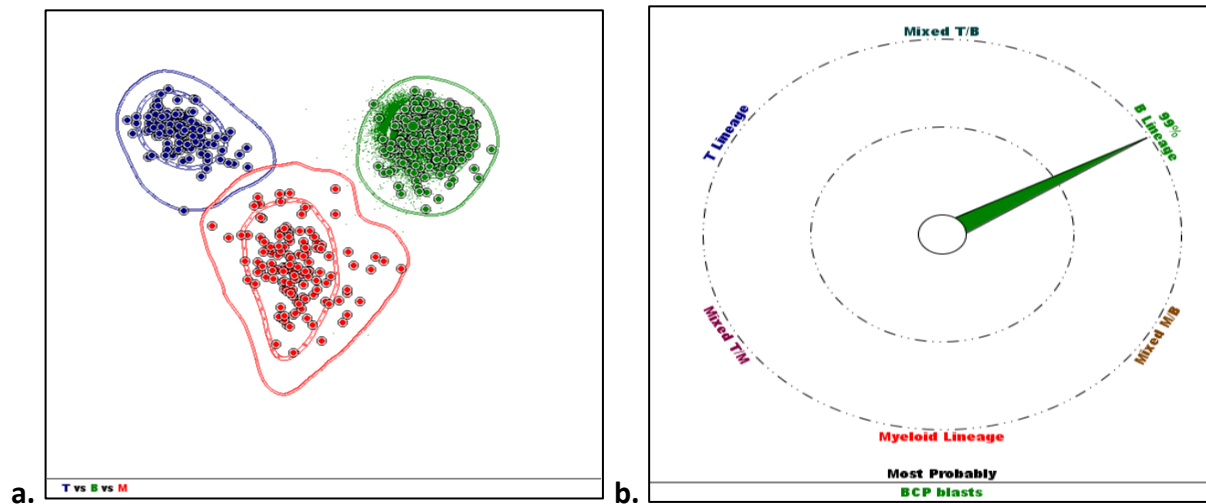 Mixed T/B
T Lineage
99%
B Lineage
Mixed T/M
Mixed M/B
Myeloid Lineage
Most Probably
BCP blasts
T vs B vs M
a.
b.